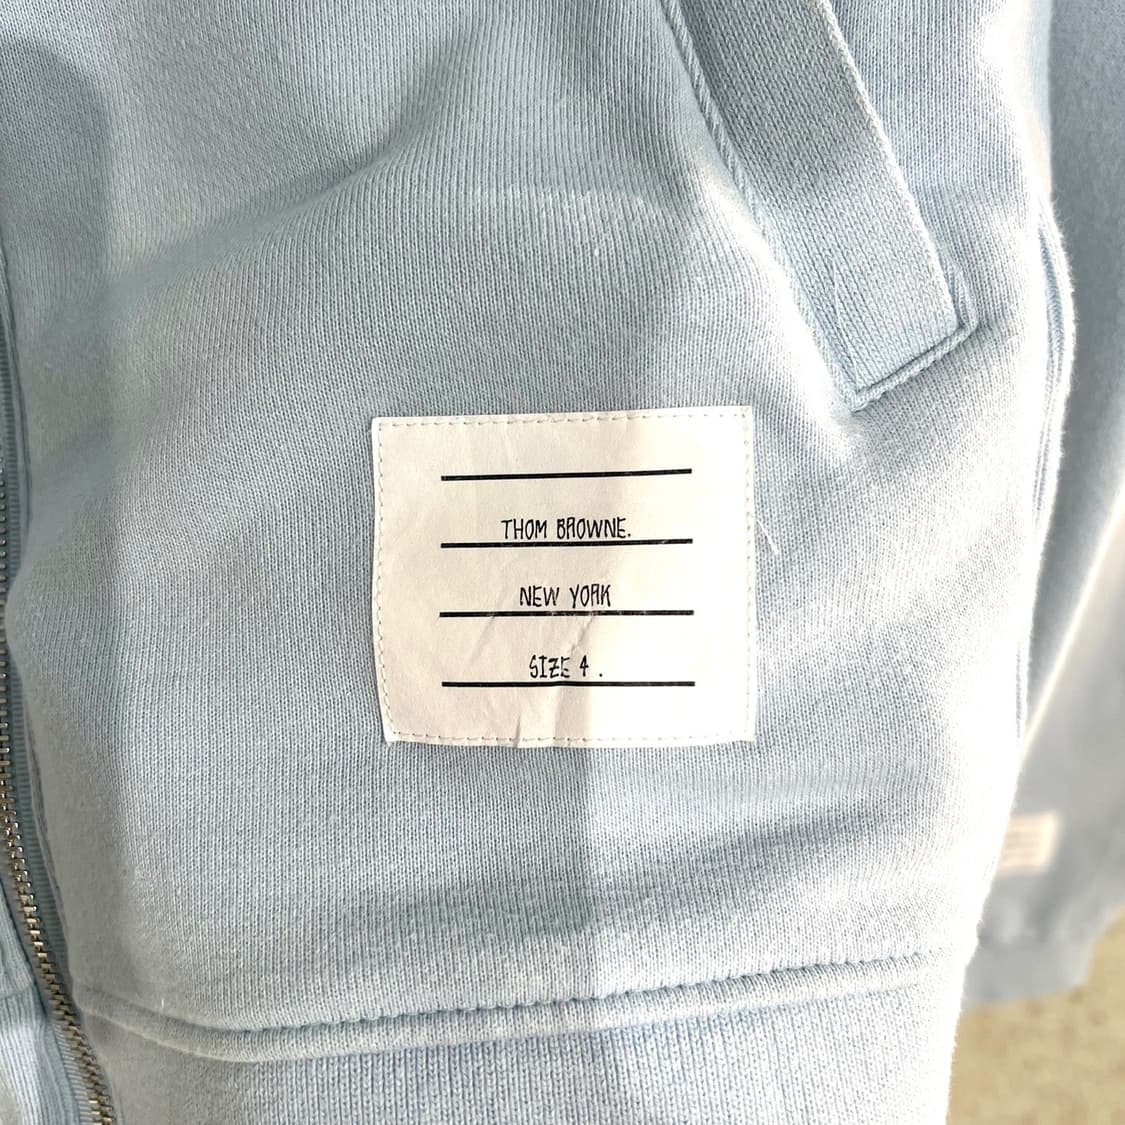 THOM BROWNE.
NEW YORK
SIZE 4 .